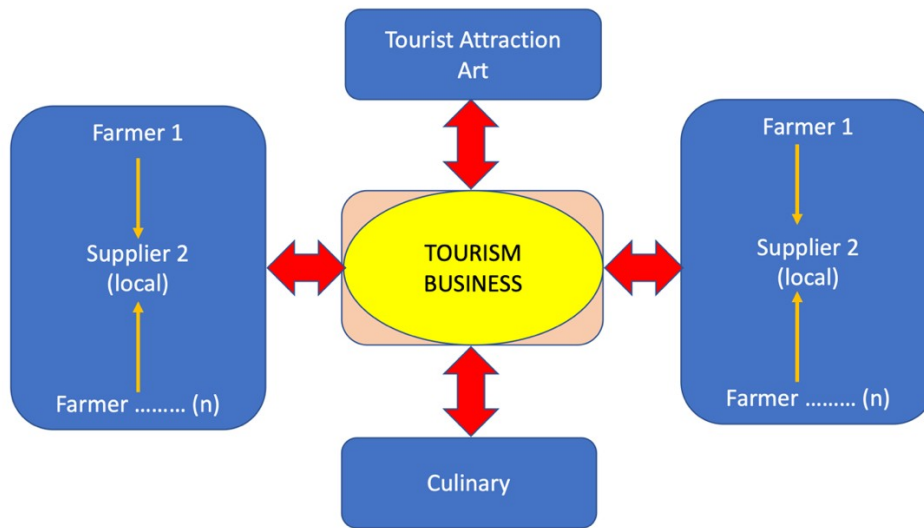 Tourist Attraction
Art
Farmer 1
Supplier 2
(local)
Farmer ……… (n)
TOURISM
BUSINESS
Farmer 1
Supplier 2
(local)
Farmer ……… (n)
Culinary